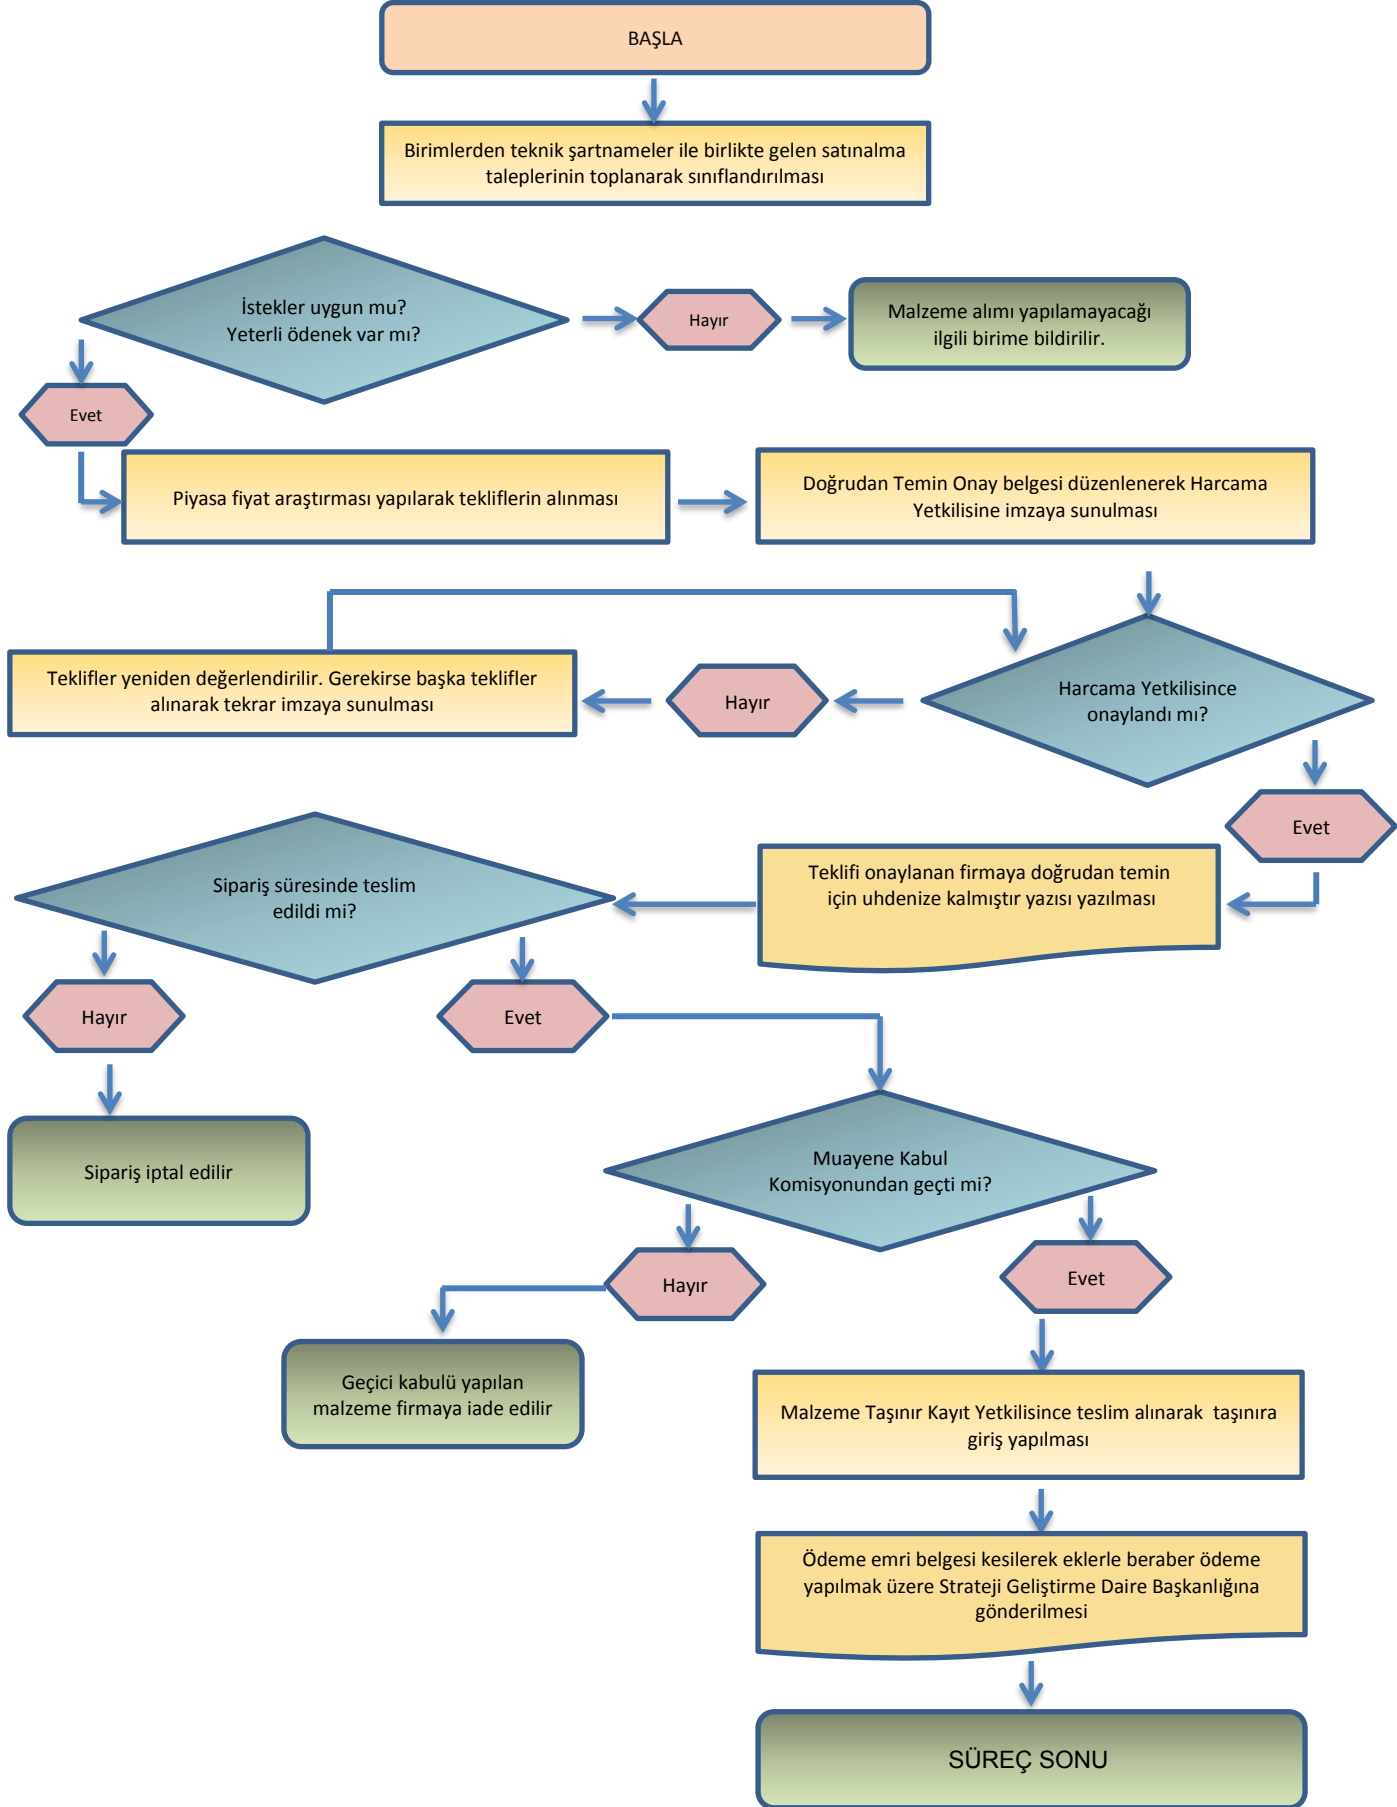 BAŞLA
Birimlerden teknik şartnameler ile birlikte gelen satınalma
taleplerinin toplanarak sınıflandırılması
İstekler uygun mu?
Yeterli ödenek var mı?
Hayır
Malzeme alımı yapılamayacağı
ilgili birime bildirilir.
Evet
Piyasa fiyat araştırması yapılarak tekliflerin alınması
Doğrudan Temin Onay belgesi düzenlenerek Harcama
Yetkilisine imzaya sunulması
Harcama Yetkilisince
onaylandı mı?
Hayır
Teklifler yeniden değerlendirilir. Gerekirse başka teklifler
alınarak tekrar imzaya sunulması
Evet
Teklifi onaylanan firmaya doğrudan temin
için uhdenize kalmıştır yazısı yazılması
Sipariş süresinde teslim
edildi mi?
Hayır
Evet
Sipariş iptal edilir
Muayene Kabul
Komisyonundan geçti mi?
Hayır
Evet
Geçici kabulü yapılan
malzeme firmaya iade edilir
Malzeme Taşınır Kayıt Yetkilisince teslim alınarak  taşınıra
giriş yapılması
Ödeme emri belgesi kesilerek eklerle beraber ödeme
yapılmak üzere Strateji Geliştirme Daire Başkanlığına
gönderilmesi
SÜREÇ SONU